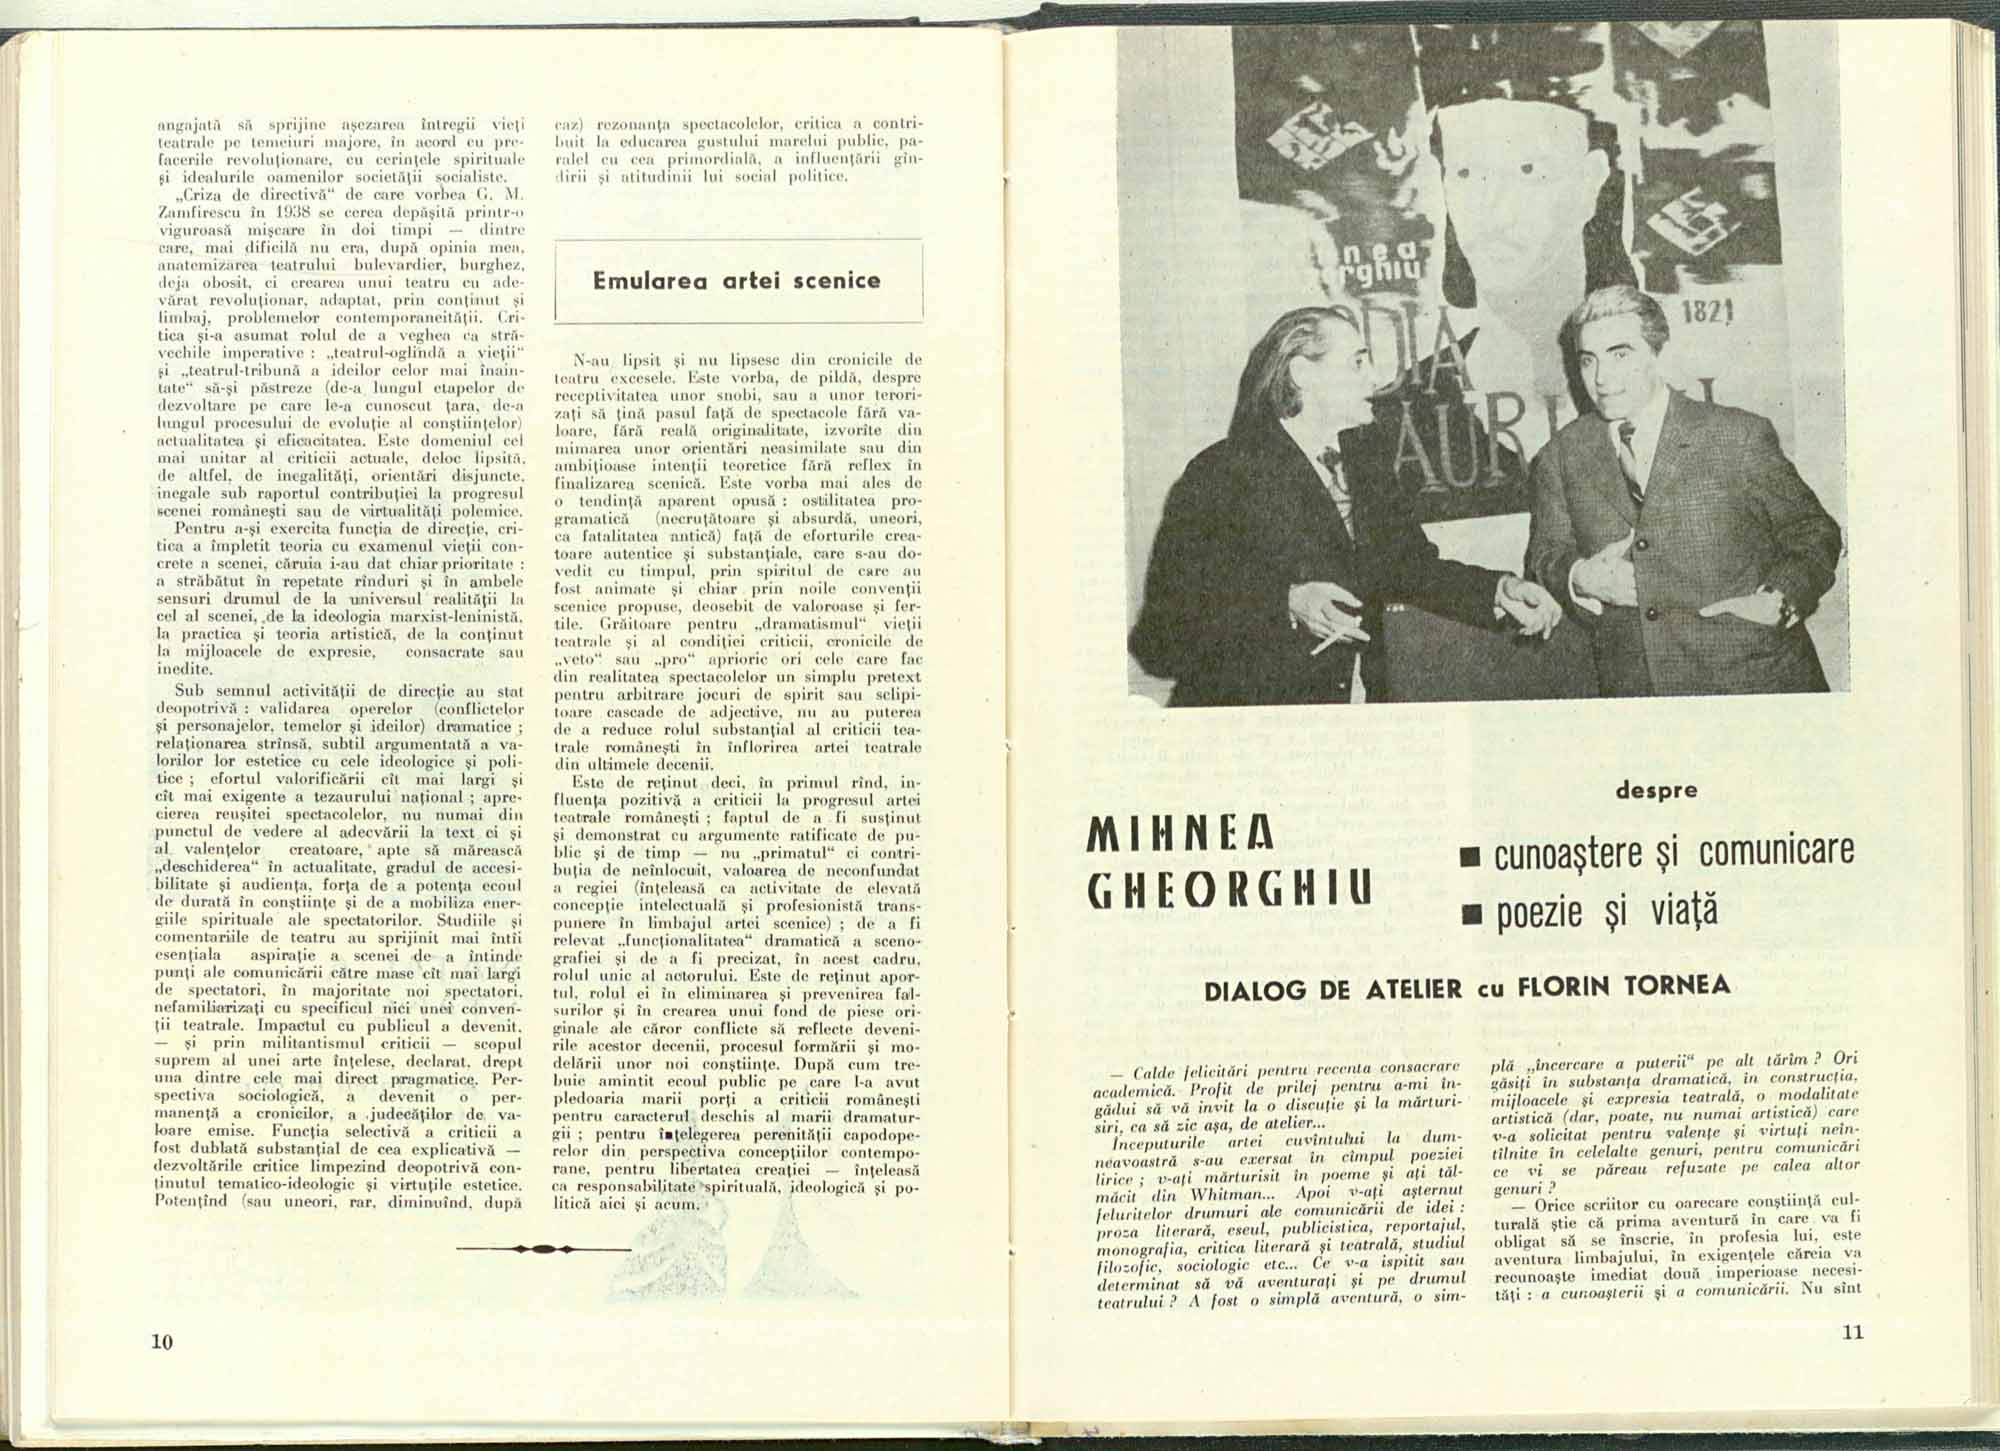 angajată să sprijine așezarea întregii vieți
teatrale pe temeiuri majore, în acord cu pre-
facerile revoluționare, cu cerințele spirituale
și idealurile oamenilor societății socialiste.
„Criza de directivă“ de care vorbea G. M.
Zamfirescu în 1938 se cerea depășită printr-o
viguroasă mișcare în doi timpi — dintre
care, mai dificilă nu era, după opinia mea,
anatemizarea teatrului bulevardier, burghez,
deja obosit, ci crearea unui teatru cu ade-
vărat revoluționar, adaptat, prin conținut și
limbaj, problemelor contemporaneității. Cri-
tica și-a asumat rolul de a veghea ca stră-
vechile imperative : „teatrul-oglindă a vieții“
și „teatrul-tribună a ideilor celor mai înain-
tate“ să-și păstreze (de-a lungul etapelor de
dezvoltare pe care le-a cunoscut țara, de-a
lungul procesului de evoluție al conștiințelor)
actualitatea și eficacitatea. Este domeniul cel
mai unitar al criticii actuale, deloc lipsită,
de altfel, de inegalități, orientări disjuncte,
inegale sub raportul contribuției la progresul
scenei românești sau de virtualități polemice.
Pentru a-și exercita funcția de direcție, cri-
tica a împletit teoria cu examenul vieții con-
crete a scenei, căruia i-au dat chiar prioritate :
a străbătut în repetate rînduri și în ambele
sensuri drumul de la universul realității la
cel al scenei, de la ideologia marxist-leninistă,
la practica și teoria artistică, de la conținut
la mijloacele de expresie, consacrate sau
inedite.
Sub semnul activității de direcție au stat
deopotrivă : validarea operelor (conflictelor
și personajelor, temelor și ideilor) dramatice ;
relaționarea strînsă, subtil argumentată a va-
lorilor lor estetice cu cele ideologice și poli-
tice ; efortul valorificării cît mai largi și
cît mai exigente a tezaurului național ; apre-
cierea reușitei spectacolelor, nu numai din
punctul de vedere al adecvării la text ci și
al valențelor creatoare, apte să mărească
„deschiderea“ în actualitate, gradul de accesi-
bilitate și audiența, forța de a potența ecoul
de durată în conștiințe și de a mobiliza ener-
giile spirituale ale spectatorilor. Studiile și
comentariile de teatru au sprijinit mai întîi
esențiala aspirație a scenei de a întinde
punți ale comunicării către mase cît mai largi
de spectatori, în majoritate noi spectatori,
nefamiliarizați cu specificul nici unei conven-
ții teatrale. Impactul cu publicul a devenit,
— și prin militantismul criticii — scopul
suprem al unei arte înțelese, declarat, drept
una dintre cele mai direct pragmatice. Per-
spectiva sociologică, a devenit o per-
manență a cronicilor, a judecăților de va-
loare emise. Funcția selectivă a criticii a
fost dublată substanțial de cea explicativă —
dezvoltările critice limpezind deopotrivă con-
ținutul tematico-ideologic și virtuțile estetice.
Potențînd (sau uneori, rar, diminuînd, după
caz) rezonanța spectacolelor, critica a contri-
buit la educarea gustului marelui public, pa-
ralel cu cea primordială, a influențării gîn-
dirii și atitudinii lui social politice.
Emularea artei scenice
N-au lipsit și nu lipsesc din cronicile de
teatru excesele. Este vorba, de pildă, despre
receptivitatea unor snobi, sau a unor terori-
zați să țină pasul față de spectacole fără va-
loare, fără reală originalitate, izvorîte din
mimarea unor orientări neasimilate sau din
ambițioase intenții teoretice fără reflex în
finalizarea scenică. Este vorba mai ales de
o tendință aparent opusă : ostilitatea pro-
gramatică (necruțătoare și absurdă, uneori,
ca fatalitatea antică) față de eforturile crea-
toare autentice și substanțiale, care s-au do-
vedit cu timpul, prin spiritul de care au
fost animate și chiar prin noile convenții
scenice propuse, deosebit de valoroase și fer-
tile. Grăitoare pentru „dramatismul“ vieții
teatrale și al condiției criticii, cronicile de
„veto“ sau „pro“ aprioric ori cele care fac
din realitatea spectacolelor un simplu pretext
pentru arbitrare jocuri de spirit sau sclipi-
toare cascade de adjective, nu au puterea
de a reduce rolul substanțial al criticii tea-
trale românești în înflorirea artei teatrale
din ultimele decenii.
Este de reținut deci, în primul rînd, in-
fluența pozitivă a criticii la progresul artei
teatrale românești ; faptul de a fi susținut
și demonstrat cu argumente ratificate de pu-
blic și de timp — nu „primatul“ ci contri-
buția de neînlocuit, valoarea de neconfundat
a regiei (înțeleasă ca activitate de elevată
concepție intelectuală și profesionistă trans-
punere în limbajul artei scenice) ; de a fi
relevat „funcționalitatea“ dramatică a sceno-
grafiei și de a fi precizat, în acest cadru,
rolul unic al actorului. Este de reținut apor-
tul, rolul ei în eliminarea și prevenirea fal-
surilor și în crearea unui fond de piese ori-
ginale ale căror conflicte să reflecte deveni-
rile acestor decenii, procesul formării și mo-
delării unor noi conștiințe. După cum tre-
buie amintit ecoul public pe care l-a avut
pledoaria marii porți a criticii românești
pentru caracterul deschis al marii dramatur-
gii ; pentru înțelegerea perenității capodope-
relor din perspectiva concepțiilor contempo-
rane, pentru libertatea creației — înțeleasă
ca responsabilitate spirituală, ideologică și po-
litică aici și acum.
10
nea
rghiu
1821
DIA
AUR
MIHNEA
GHEORGHIU
despre
■ cunoaștere și comunicare
■ poezie și viață
DIALOG DE ATELIER cu FLORIN TORNEA
— Calde felicitări pentru recenta consacrare
academică. Profit de prilej pentru a-mi în-
gădui să vă invit la o discuție și la mărturi-
siri, ca să zic așa, de atelier...
Începuturile artei cuvîntului la dum-
neavoastră s-au exersat în cîmpul poeziei
lirice ; v-ați mărturisit în poeme și ați tăl-
măcit din Whitman... Apoi v-ați așternut
feluritelor drumuri ale comunicării de idei :
proza literară, eseul, publicistica, reportajul,
monografia, critica literară și teatrală, studiul
filozofic, sociologic etc... Ce v-a ispitit sau
determinat să vă aventurați și pe drumul
teatrului ? A fost o simplă aventură, o sim-
plă „încercare a puterii“ pe alt tărîm ? Ori
găsiți în substanța dramatică, în construcția,
mijloacele și expresia teatrală, o modalitate
artistică (dar, poate, nu numai artistică) care
v-a solicitat pentru valențe și virtuți neîn-
tîlnite în celelalte genuri, pentru comunicări
ce vi se păreau refuzate pe calea altor
genuri ?
— Orice scriitor cu oarecare conștiință cul-
turală știe că prima aventură în care va fi
obligat să se înscrie, în profesia lui, este
aventura limbajului, în exigențele căreia va
recunoaște imediat două imperioase necesi-
tăți : a cunoașterii și a comunicării. Nu sînt
11